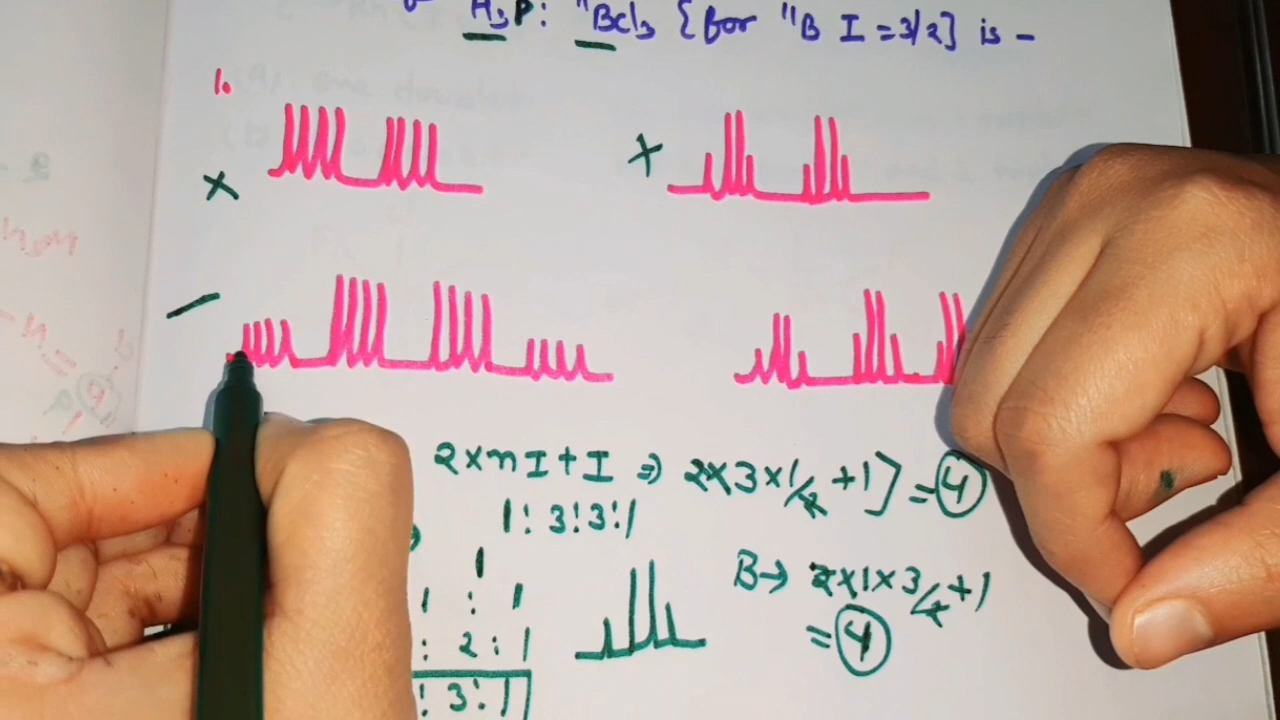 H3P: 11Bcl3 {for 11B I = 3/2] is -
1.
2×nI+I ⇒ 2×3×1/2+1] = 4
1:3:3:1
1
1 : 1
: 2 : 1
: 3 : 1
B→ 2×1×3/2+1
= 4